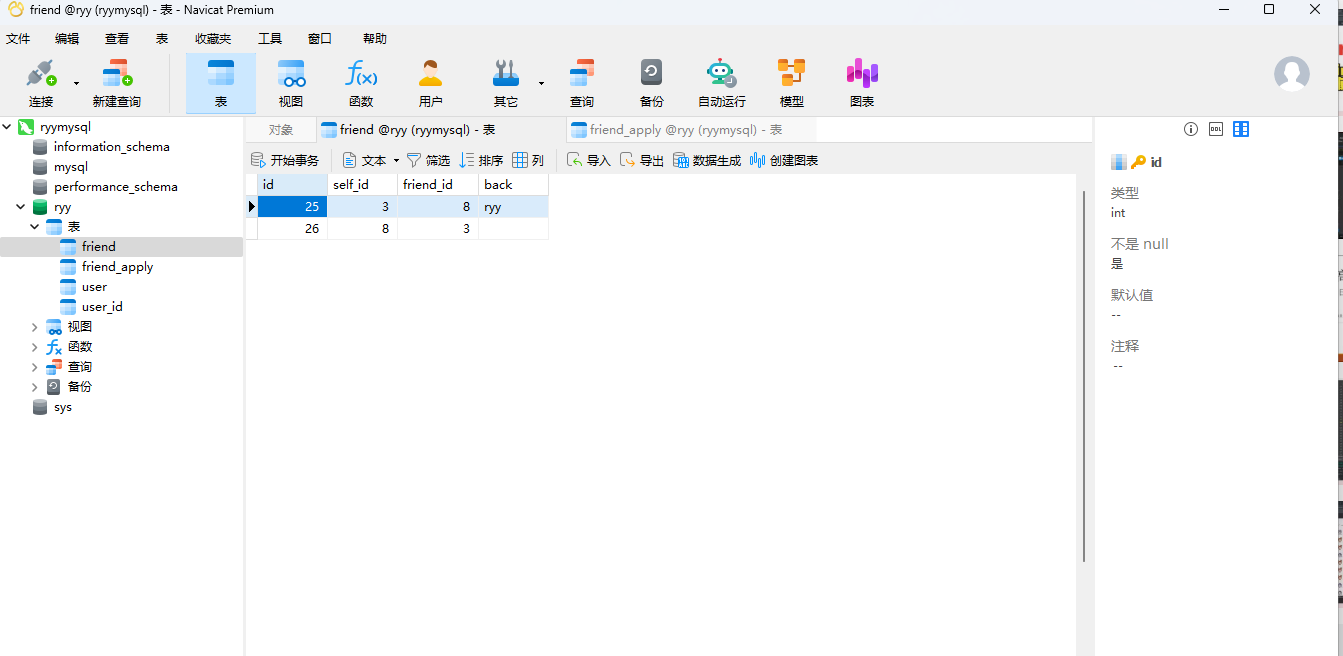 friend @ryy (ryymysql) - 表 - Navicat Premium
文件 编辑 查看 表 收藏夹 工具 窗口 帮助
连接 新建查询 表 视图 函数 用户 其它 查询 备份 自动运行 模型 图表
ryymysql
information_schema
mysql
performance_schema
ryy
表
friend
friend_apply
user
user_id
视图
函数
查询
备份
sys
对象 friend @ryy (ryymysql) - 表 friend_apply @ryy (ryymysql) - 表
开始事务 文本 筛选 排序 列 导入 导出 数据生成 创建图表
id self_id friend_id back
25 3 8 ryy
26 8 3
DDL
id
类型
int
不是 null
是
默认值
--
注释
--